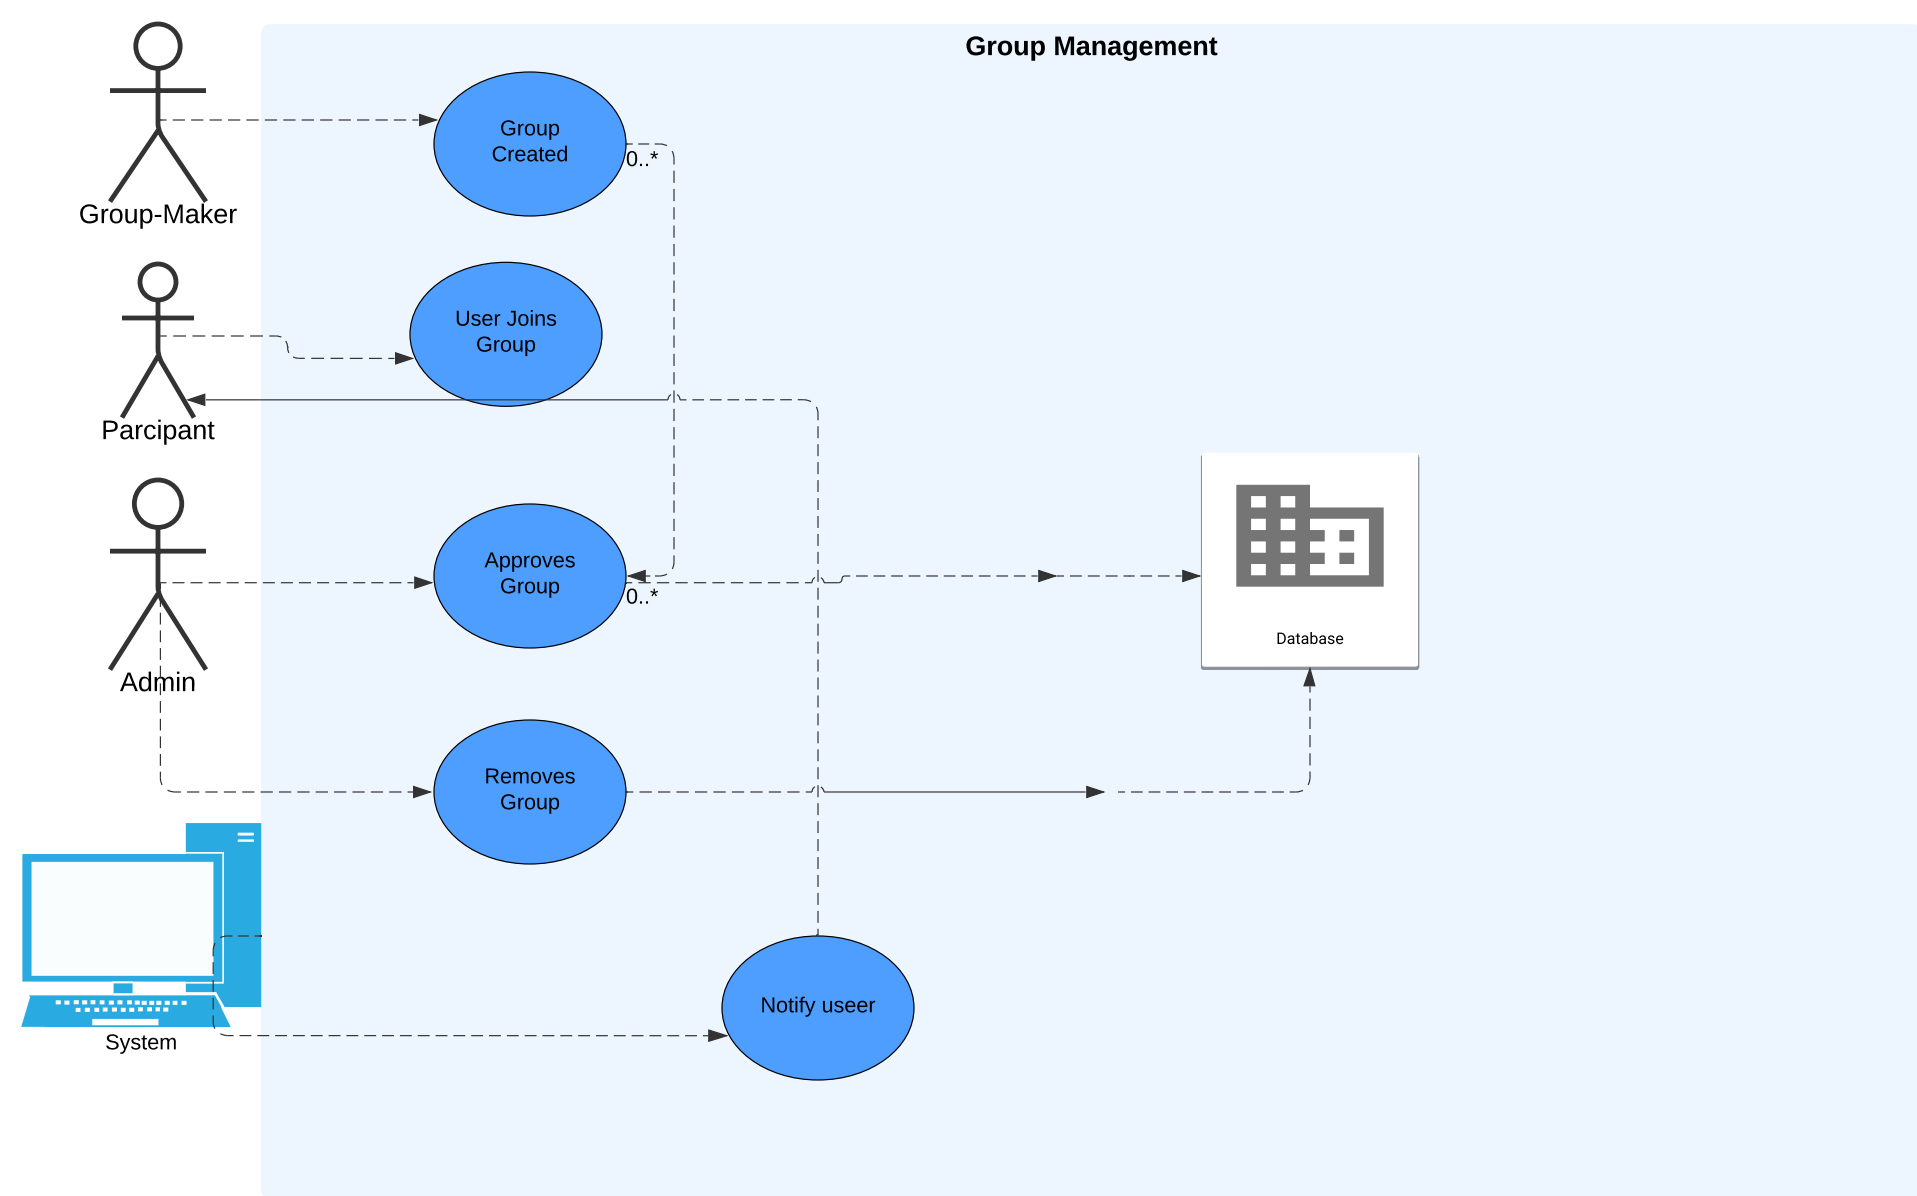 Group Management
Group
Created
0..*
Group-Maker
User Joins
Group
Parcipant
Approves
Group
0..*
Database
Admin
Removes
Group
Notify useer
System